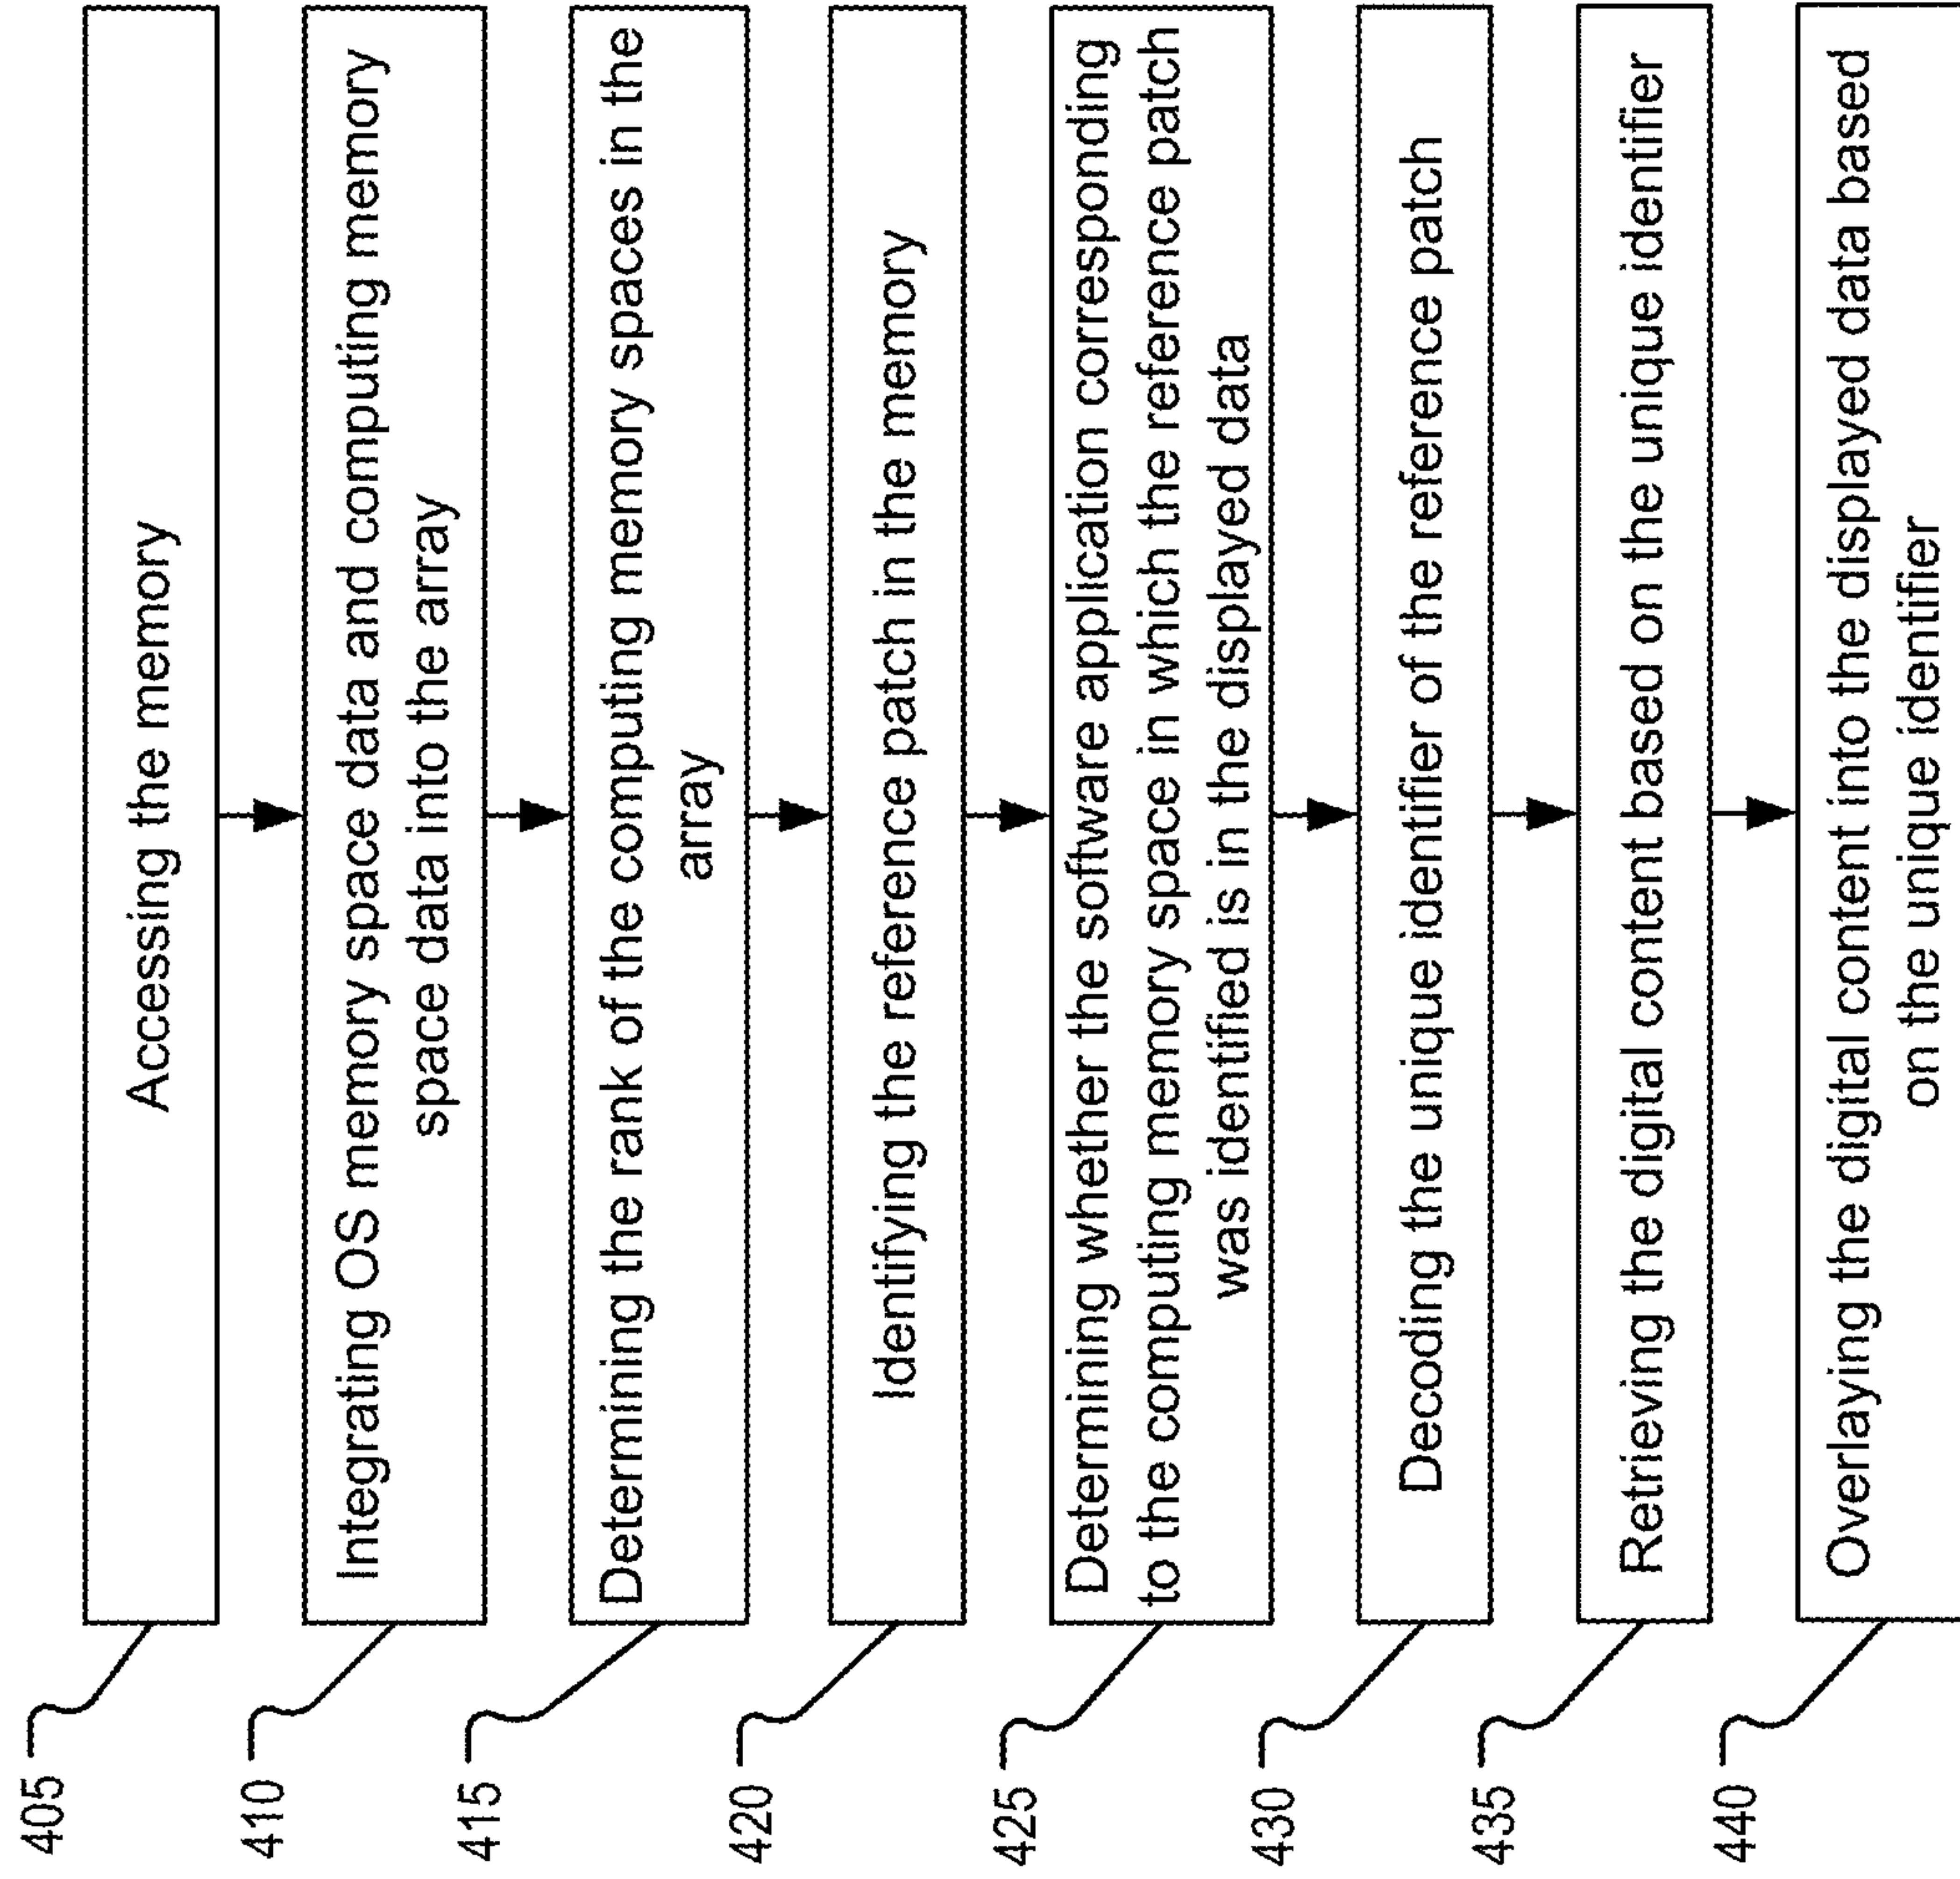 405
Accessing the memory
410
Integrating OS memory space data and computing memory
space data into the array
415
Determining the rank of the computing memory spaces in the
array
420
Identifying the reference patch in the memory
425
Determining whether the software application corresponding
to the computing memory space in which the reference patch
was identified is in the displayed data
430
Decoding the unique identifier of the reference patch
435
Retrieving the digital content based on the unique identifier
440
Overlaying the digital content into the displayed data based
on the unique identifier